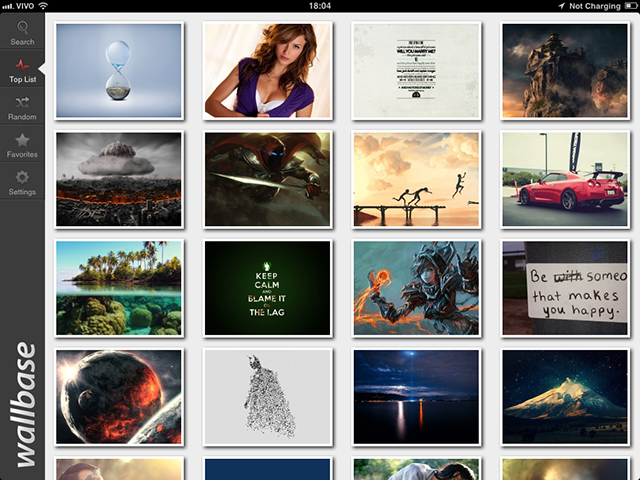 VIVO
18:04
Not Charging
Search
Top List
Random
Favorites
Settings
wallbase
WILL YOU MARRY ME?
KEEP
CALM
AND
BLAME IT
ON
THE LAG
Be with someo
that makes
you happy.